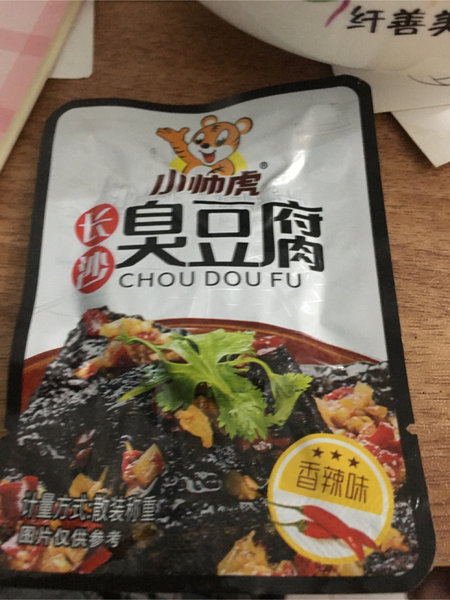 纤善美
小帅虎®
长沙
臭豆腐
CHOU DOU FU
香辣味
计量方式:散装称重
图片仅供参考